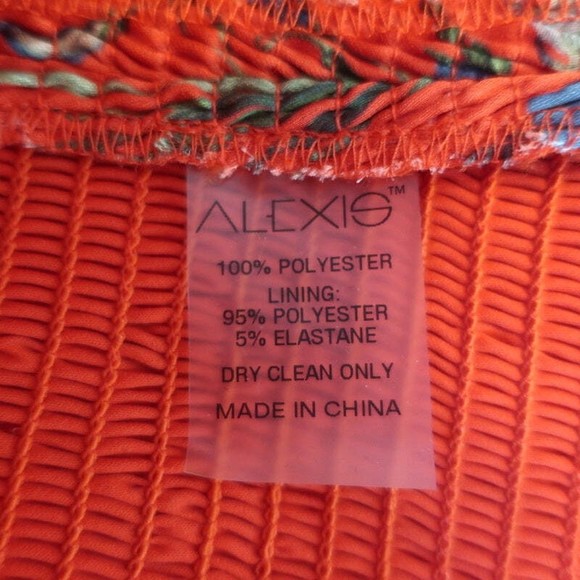 ALEXIS™
100% POLYESTER
LINING:
95% POLYESTER
5% ELASTANE
DRY CLEAN ONLY
MADE IN CHINA